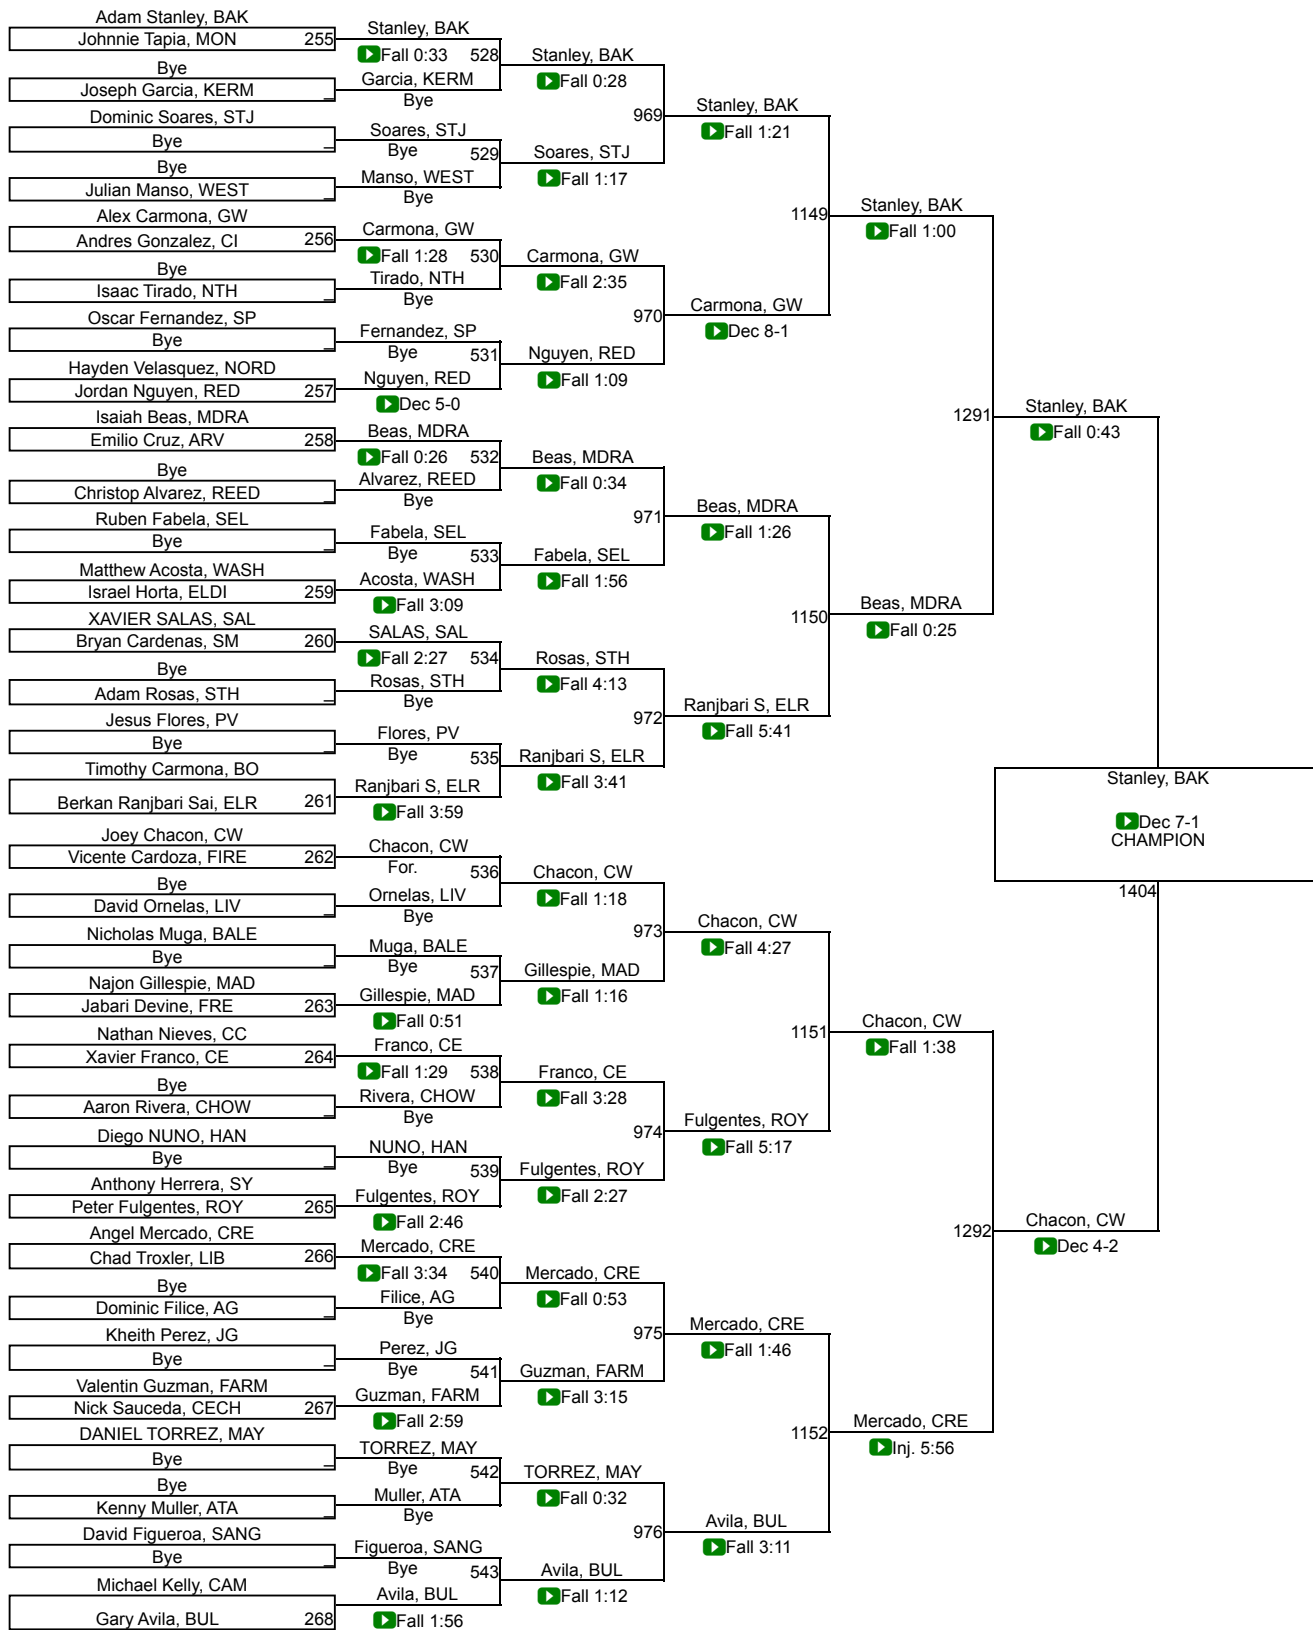 Adam Stanley, BAK
Johnnie Tapia, MON 255
Bye
Joseph Garcia, KERM _
Dominic Soares, STJ
Bye _
Bye
Julian Manso, WEST _
Alex Carmona, GW
Andres Gonzalez, CI 256
Bye
Isaac Tirado, NTH _
Oscar Fernandez, SP
Bye _
Hayden Velasquez, NORD
Jordan Nguyen, RED 257
Isaiah Beas, MDRA
Emilio Cruz, ARV 258
Bye
Christop Alvarez, REED _
Ruben Fabela, SEL
Bye _
Matthew Acosta, WASH
Israel Horta, ELDI 259
XAVIER SALAS, SAL
Bryan Cardenas, SM 260
Bye
Adam Rosas, STH _
Jesus Flores, PV
Bye _
Timothy Carmona, BO
Berkan Ranjbari Sai, ELR 261
Joey Chacon, CW
Vicente Cardoza, FIRE 262
Bye
David Ornelas, LIV _
Nicholas Muga, BALE
Bye _
Najon Gillespie, MAD
Jabari Devine, FRE 263
Nathan Nieves, CC
Xavier Franco, CE 264
Bye
Aaron Rivera, CHOW _
Diego NUNO, HAN
Bye _
Anthony Herrera, SY
Peter Fulgentes, ROY 265
Angel Mercado, CRE
Chad Troxler, LIB 266
Bye
Dominic Filice, AG _
Kheith Perez, JG
Bye _
Valentin Guzman, FARM
Nick Sauceda, CECH 267
DANIEL TORREZ, MAY
Bye _
Bye
Kenny Muller, ATA _
David Figueroa, SANG
Bye _
Michael Kelly, CAM
Gary Avila, BUL 268
Stanley, BAK
Fall 0:33 528
Garcia, KERM
Bye
Soares, STJ
Bye 529
Manso, WEST
Bye
Carmona, GW
Fall 1:28 530
Tirado, NTH
Bye
Fernandez, SP
Bye 531
Nguyen, RED
Dec 5-0
Beas, MDRA
Fall 0:26 532
Alvarez, REED
Bye
Fabela, SEL
Bye 533
Acosta, WASH
Fall 3:09
SALAS, SAL
Fall 2:27 534
Rosas, STH
Bye
Flores, PV
Bye 535
Ranjbari S, ELR
Fall 3:59
Chacon, CW
For. 536
Ornelas, LIV
Bye
Muga, BALE
Bye 537
Gillespie, MAD
Fall 0:51
Franco, CE
Fall 1:29 538
Rivera, CHOW
Bye
NUNO, HAN
Bye 539
Fulgentes, ROY
Fall 2:46
Mercado, CRE
Fall 3:34 540
Filice, AG
Bye
Perez, JG
Bye 541
Guzman, FARM
Fall 2:59
TORREZ, MAY
Bye 542
Muller, ATA
Bye
Figueroa, SANG
Bye 543
Avila, BUL
Fall 1:56
Stanley, BAK
Fall 0:28
969
Soares, STJ
Fall 1:17
Carmona, GW
Fall 2:35
970
Nguyen, RED
Fall 1:09
Beas, MDRA
Fall 0:34
971
Fabela, SEL
Fall 1:56
Rosas, STH
Fall 4:13
972
Ranjbari S, ELR
Fall 3:41
Chacon, CW
Fall 1:18
973
Gillespie, MAD
Fall 1:16
Franco, CE
Fall 3:28
974
Fulgentes, ROY
Fall 2:27
Mercado, CRE
Fall 0:53
975
Guzman, FARM
Fall 3:15
TORREZ, MAY
Fall 0:32
976
Avila, BUL
Fall 1:12
Stanley, BAK
Fall 1:21
1149
Carmona, GW
Dec 8-1
Beas, MDRA
Fall 1:26
1150
Ranjbari S, ELR
Fall 5:41
Chacon, CW
Fall 4:27
1151
Fulgentes, ROY
Fall 5:17
Mercado, CRE
Fall 1:46
1152
Avila, BUL
Fall 3:11
Stanley, BAK
Fall 1:00
1291
Beas, MDRA
Fall 0:25
Chacon, CW
Fall 1:38
1292
Mercado, CRE
Inj. 5:56
Stanley, BAK
Fall 0:43
Chacon, CW
Dec 4-2
Stanley, BAK
Dec 7-1
CHAMPION
1404